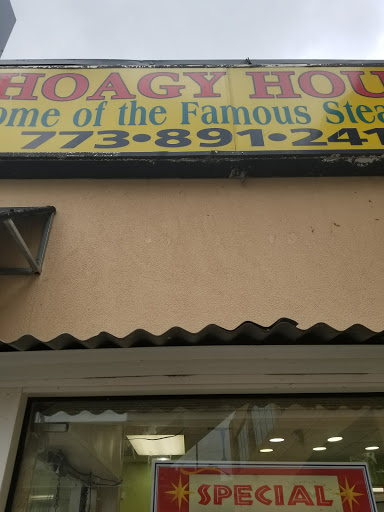 HOAGY HOU
ome of the Famous Stea
773•891•241
SPECIAL